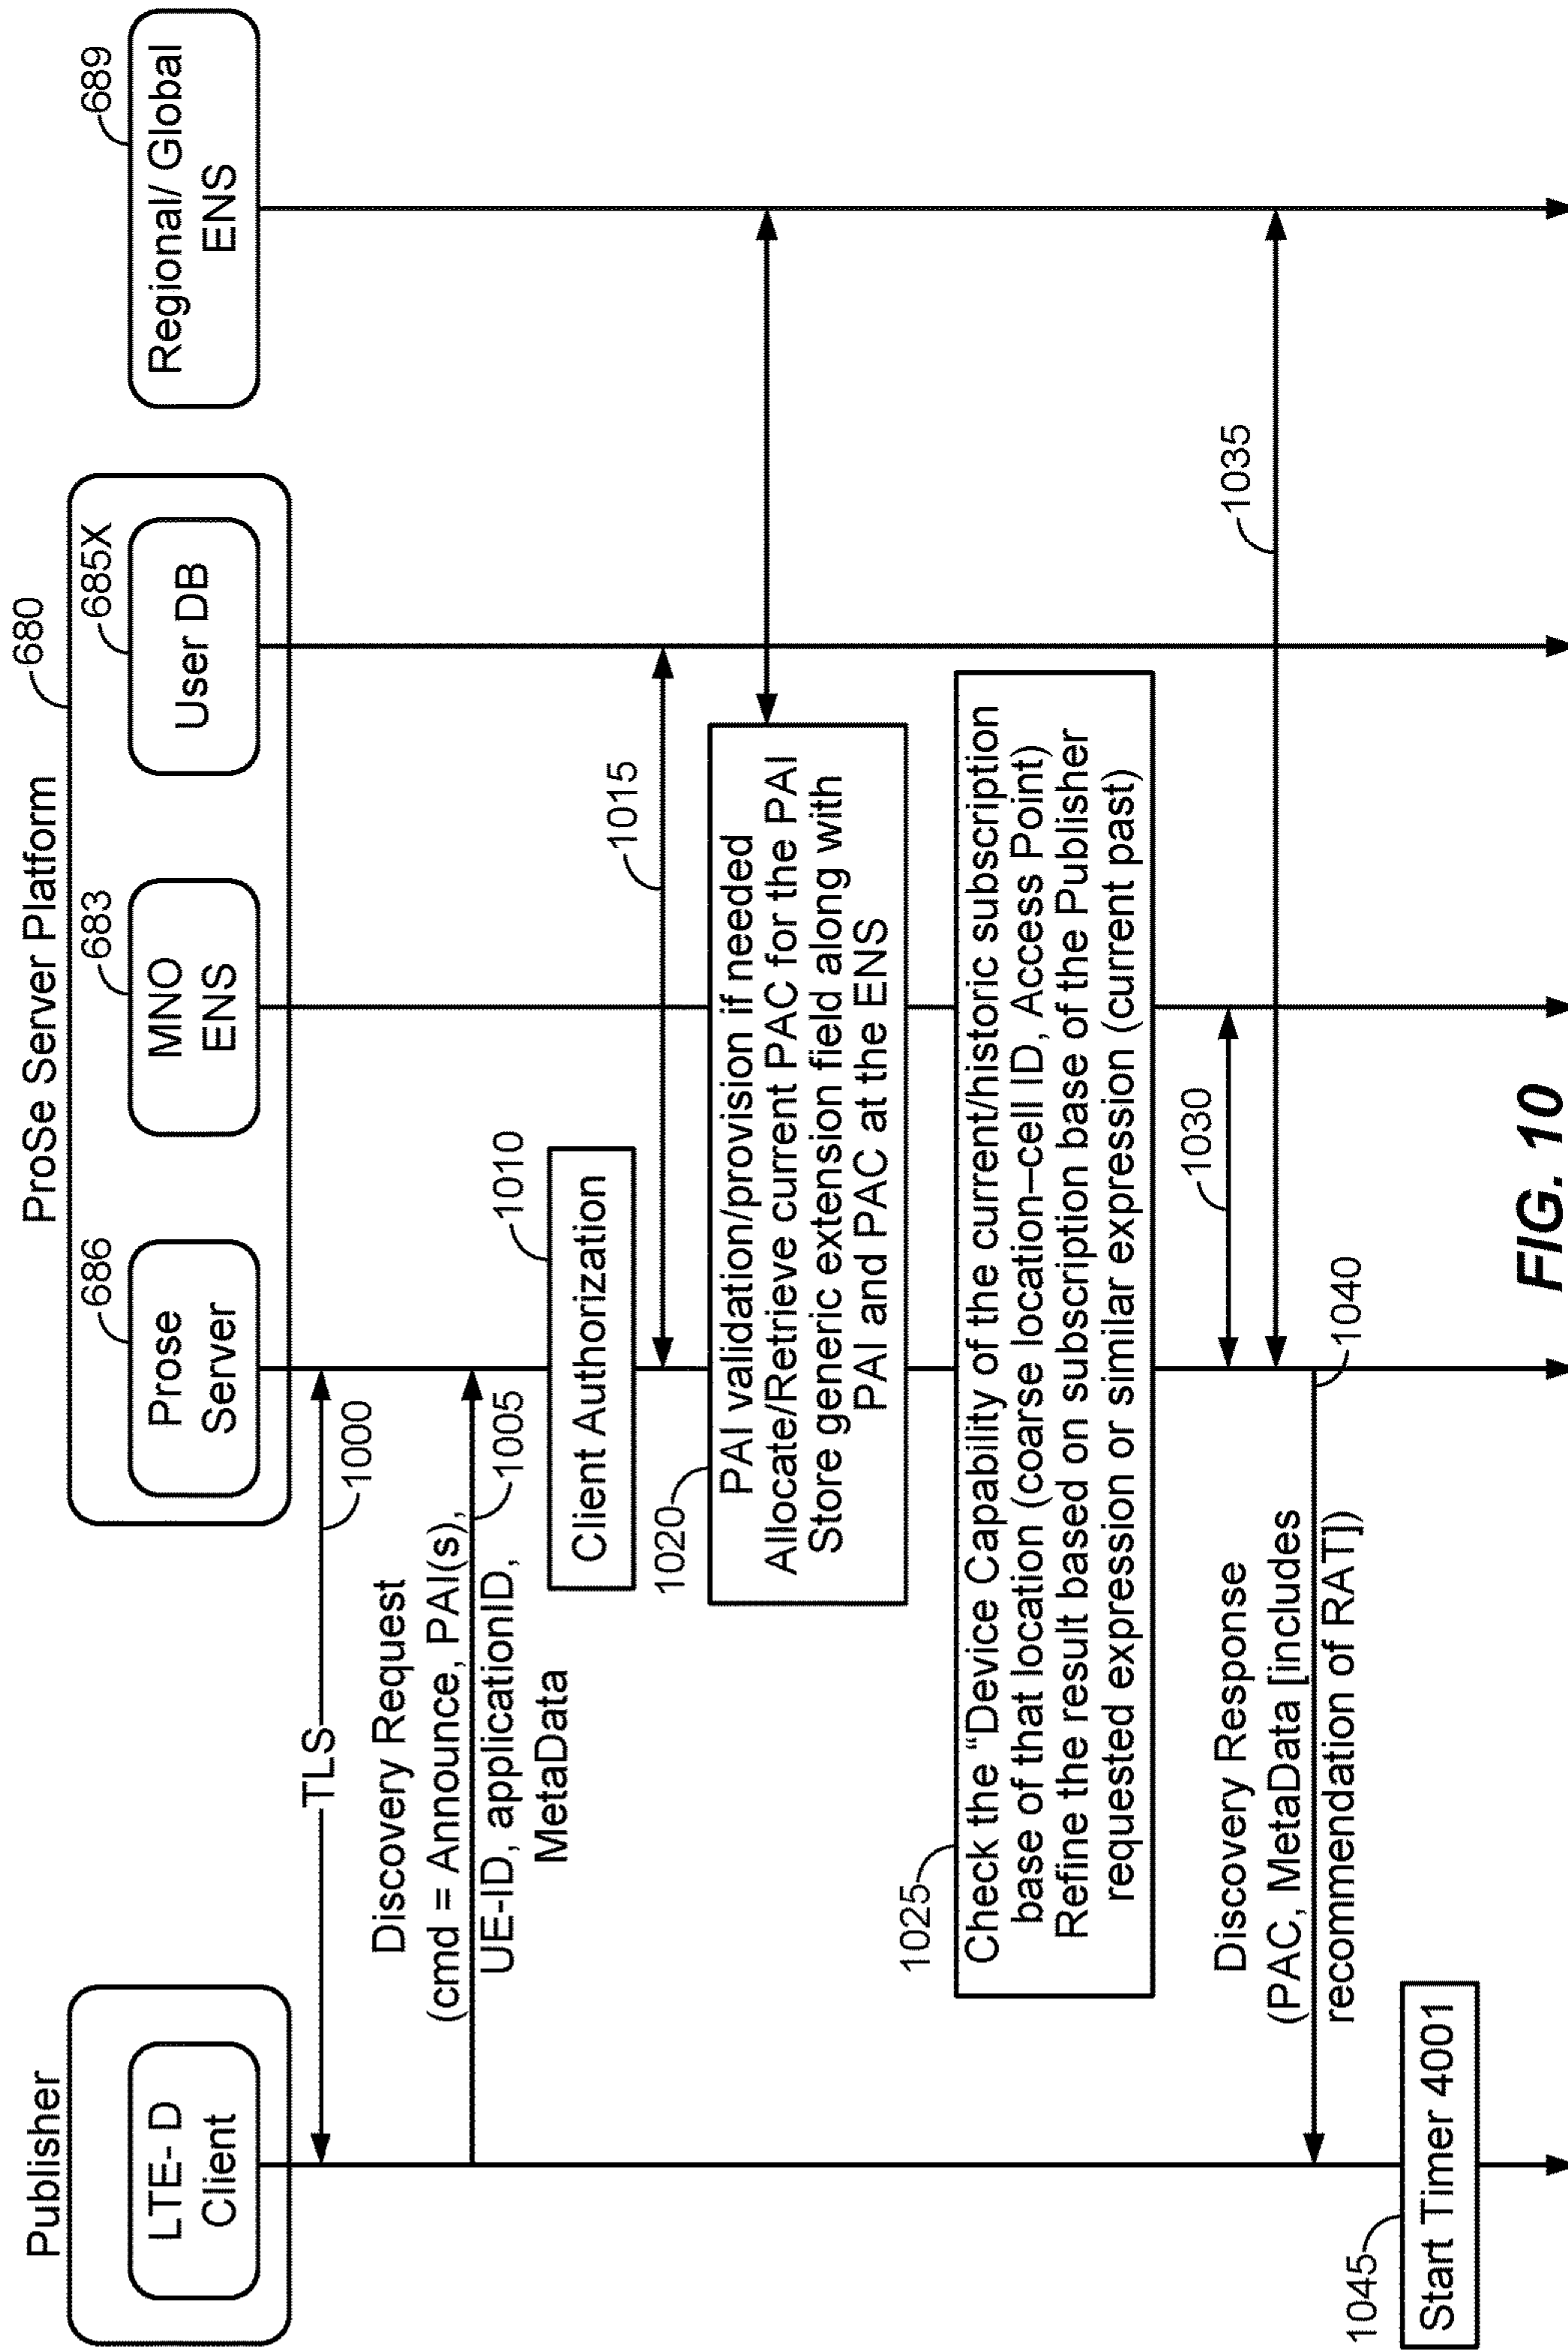 Publisher
LTE- D
Client
ProSe Server Platform
680
686
Prose
Server
683
MNO
ENS
685X
User DB
689
Regional/ Global
ENS
TLS
1000
Discovery Request
(cmd = Announce, PAI(s),
UE-ID, applicationID,
MetaData
1005
1010
Client Authorization
1015
1020
PAI validation/provision if needed
Allocate/Retrieve current PAC for the PAI
Store generic extension field along with
PAI and PAC at the ENS
1025
Check the “Device Capability of the current/historic subscription
base of that location (coarse location–cell ID, Access Point)
Refine the result based on subscription base of the Publisher
requested expression or similar expression (current past)
1030
1035
Discovery Response
(PAC, MetaData [includes
recommendation of RAT])
1040
1045
Start Timer 4001
FIG. 10